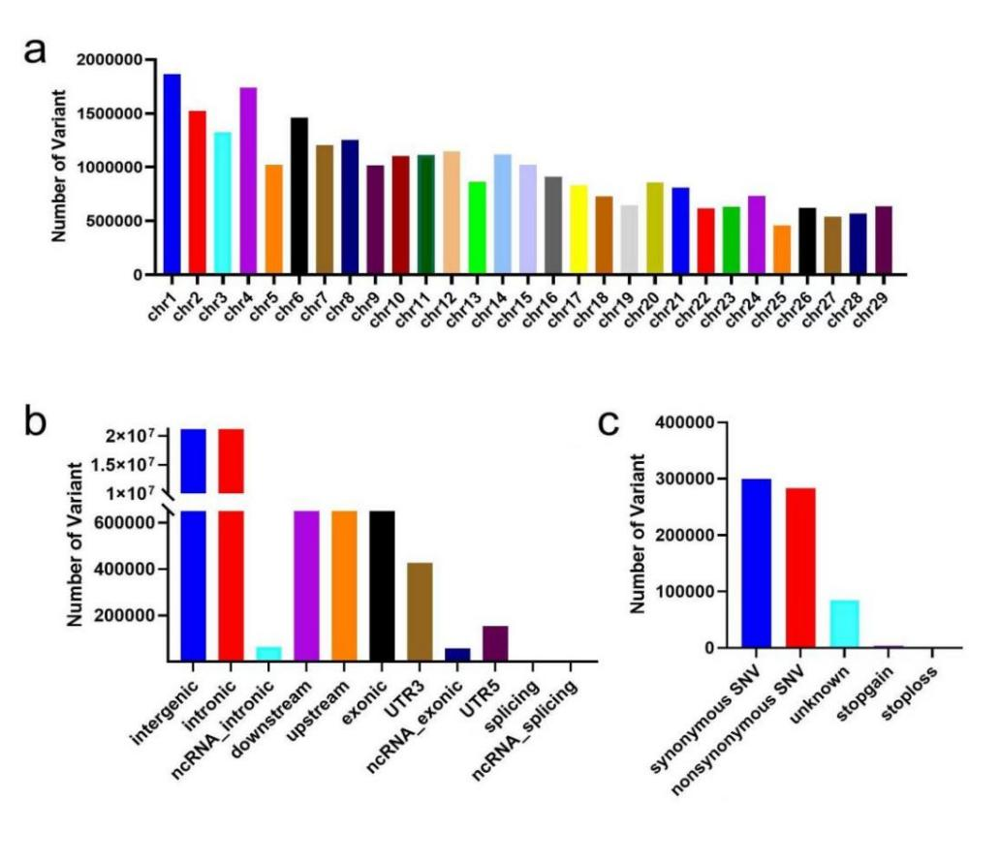 a
Number of Variant
2000000
1500000
1000000
500000
0
chr1
chr2
chr3
chr4
chr5
chr6
chr7
chr8
chr9
chr10
chr11
chr12
chr13
chr14
chr15
chr16
chr17
chr18
chr19
chr20
chr21
chr22
chr23
chr24
chr25
chr26
chr27
chr28
chr29
b
Number of Variant
2×10⁷
1.5×10⁷
1×10⁷
Number of Variant
600000
400000
200000
intergenic
intronic
ncRNA_intronic
downstream
upstream
exonic
UTR3
ncRNA_exonic
UTR5
splicing
ncRNA_splicing
c
Number of Variant
400000
300000
200000
100000
0
synonymous SNV
nonsynonymous SNV
unknown
stopgain
stoploss